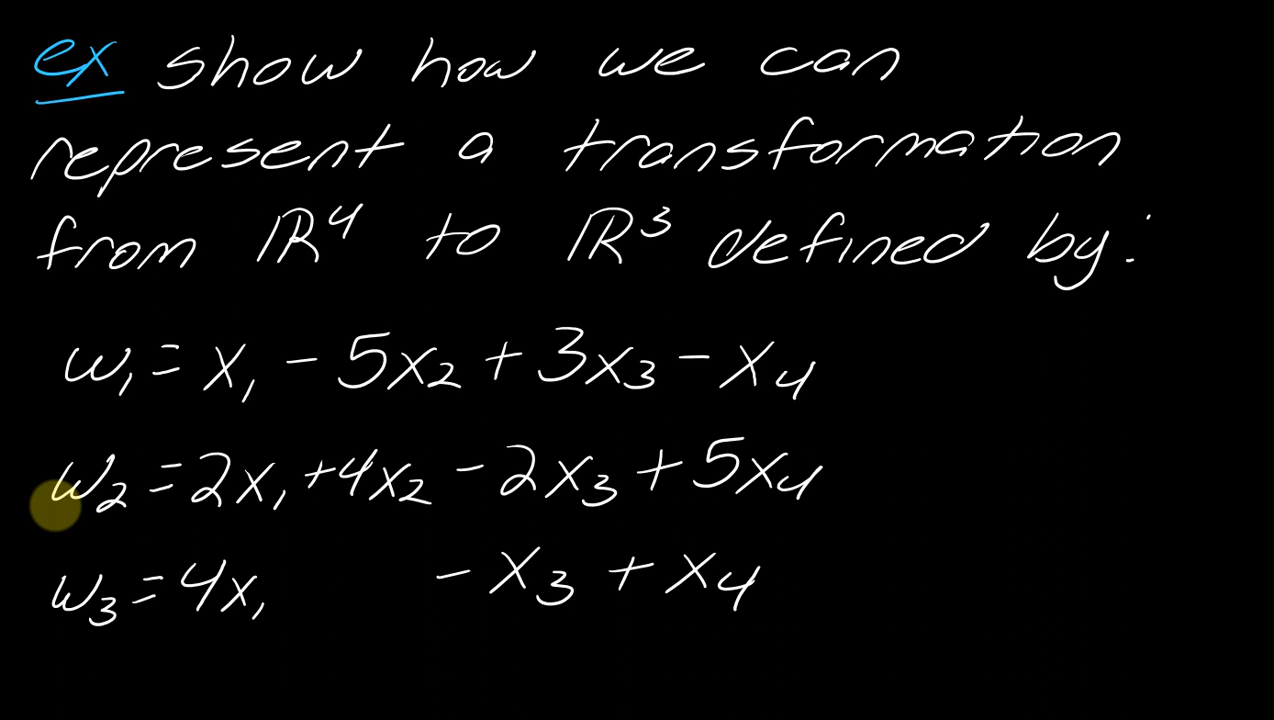 ex show how we can
represent a transformation
from ℝ⁴ to ℝ³ defined by:
w₁ = x₁ - 5x₂ + 3x₃ - x₄
w₂ = 2x₁ + 4x₂ - 2x₃ + 5x₄
w₃ = 4x₁ - x₃ + x₄